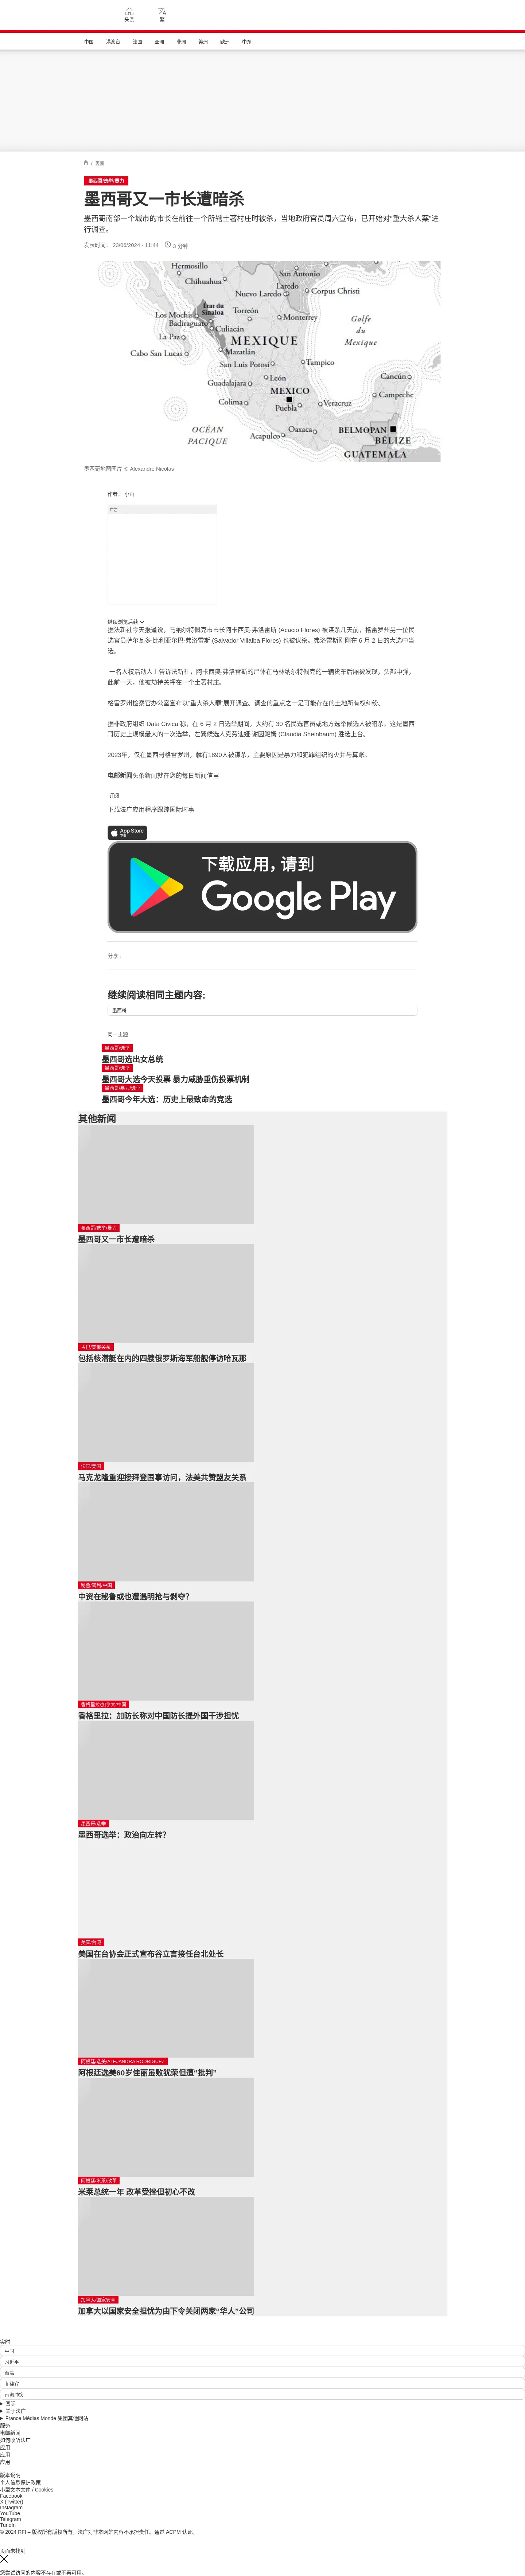 头条
繁
中国
港澳台
法国
亚洲
非洲
美洲
欧洲
中东
/ 美洲
墨西哥/选举/暴力
墨西哥又一市长遭暗杀
墨西哥南部一个城市的市长在前往一个所辖土著村庄时被杀，当地政府官员周六宣布，已开始对“重大杀人案”进
行调查。
发表时间： 23/06/2024 - 11:44
3 分钟
Hermosillo
Chihuahua
San Antonio
Laredo
Nuevo Laredo
Corpus Christi
État du
Sinaloa
Los Mochis
Badiraguato
Torreón
Monterrey
Culiacán
Golfe
du
Mexique
La Paz
MEXIQUE
Cabo San Lucas
Mazatlán
San Luis Potosí
Tampico
León
Guadalajara
Cancún
MEXICO
Campeche
Colima
Puebla
Veracruz
OCÉAN
PACIQUE
Oaxaca
BELMOPAN
Acapulco
BÉLIZE
GUATEMALA
墨西哥地图图片 © Alexandre Nicolas
作者： 小山
广告
继续浏览后续
据法新社今天报道说，马纳尔特佩克市市长阿卡西奥·弗洛雷斯 (Acacio Flores) 被谋杀几天前，格雷罗州另一位民
选官员萨尔瓦多·比利亚尔巴·弗洛雷斯 (Salvador Villalba Flores) 也被谋杀。弗洛雷斯刚刚在 6 月 2 日的大选中当
选。
一名人权活动人士告诉法新社，阿卡西奥·弗洛雷斯的尸体在马林纳尔特佩克的一辆货车后厢被发现，头部中弹，
此前一天，他被劫持关押在一个土著村庄。
格雷罗州检察官办公室宣布以“重大杀人罪”展开调查。调查的重点之一是可能存在的土地所有权纠纷。
据非政府组织 Data Cívica 称，在 6 月 2 日选举期间，大约有 30 名民选官员或地方选举候选人被暗杀。这是墨西
哥历史上规模最大的一次选举，左翼候选人克劳迪娅·谢因鲍姆 (Claudia Sheinbaum) 胜选上台。
2023年，仅在墨西哥格雷罗州，就有1890人被谋杀，主要原因是暴力和犯罪组织的火并与算账。
电邮新闻头条新闻就在您的每日新闻信里
订阅
下载法广应用程序跟踪国际时事
App Store
下载
下载应用，请到
Google Play
分享 :
继续阅读相同主题内容:
墨西哥
同一主题
墨西哥/选举
墨西哥选出女总统
墨西哥/选举
墨西哥大选今天投票 暴力威胁重伤投票机制
墨西哥/暴力/选举
墨西哥今年大选：历史上最致命的竞选
其他新闻
墨西哥/选举/暴力
墨西哥又一市长遭暗杀
古巴/美俄关系
包括核潜艇在内的四艘俄罗斯海军船舰停访哈瓦那
法国/美国
马克龙隆重迎接拜登国事访问，法美共赞盟友关系
秘鲁/智利/中国
中资在秘鲁或也遭遇明抢与剥夺？
香格里拉/加拿大/中国
香格里拉：加防长称对中国防长提外国干涉担忧
墨西哥/选举
墨西哥选举：政治向左转？
美国/台湾
美国在台协会正式宣布谷立言接任台北处长
阿根廷/选美/ALEJANDRA RODRIGUEZ
阿根廷选美60岁佳丽虽败犹荣但遭“批判”
阿根廷/米莱/改革
米莱总统一年 改革受挫但初心不改
加拿大/国家安全
加拿大以国家安全担忧为由下令关闭两家“华人”公司
实时
中国
习近平
台湾
菲律宾
南海冲突
国际
关于法广
France Médias Monde 集团其他网站
服务
电邮新闻
如何收听法广
应用
应用
应用
版本说明
个人信息保护政策
小型文本文件 / Cookies
Facebook
X (Twitter)
Instagram
YouTube
Telegram
TuneIn
© 2024 RFI – 版权所有版权所有。法广对非本网站内容不承担责任。通过 ACPM 认证。
页面未找到
您尝试访问的内容不存在或不再可用。